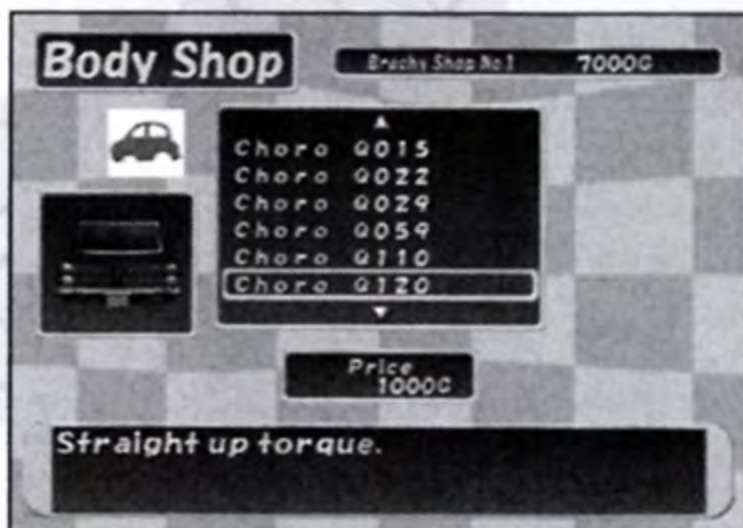 Body Shop
Brachy Shop No.1 7000G
Choro Q015
Choro Q022
Choro Q029
Choro Q059
Choro Q110
Choro Q120
Price
1000G
Straight up torque.